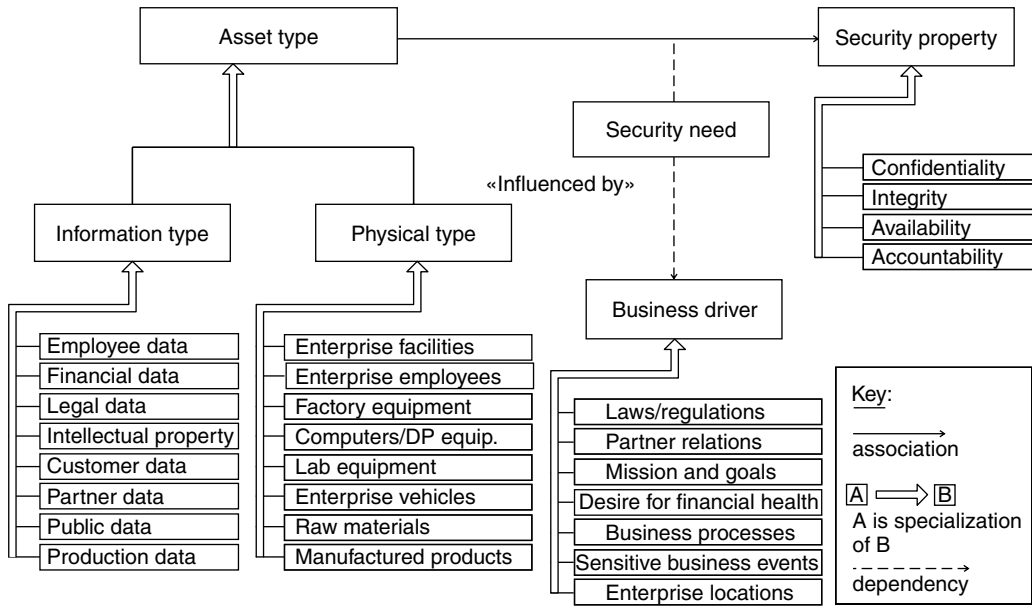 Asset type
Security property
Security need
«Influenced by»
Confidentiality
Integrity
Availability
Accountability
Information type
Physical type
Business driver
Employee data
Financial data
Legal data
Intellectual property
Customer data
Partner data
Public data
Production data
Enterprise facilities
Enterprise employees
Factory equipment
Computers/DP equip.
Lab equipment
Enterprise vehicles
Raw materials
Manufactured products
Laws/regulations
Partner relations
Mission and goals
Desire for financial health
Business processes
Sensitive business events
Enterprise locations
Key:
association
A B
A is specialization
of B
dependency